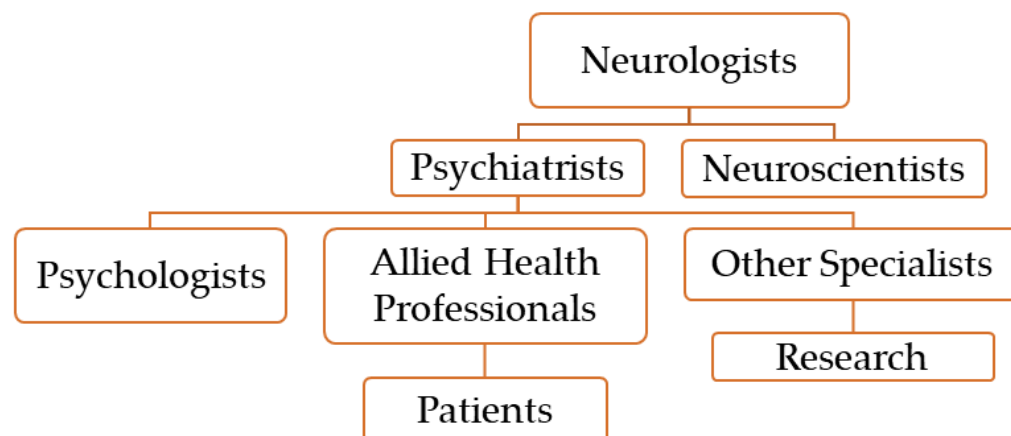 Neurologists
Psychiatrists
Neuroscientists
Psychologists
Allied Health
Professionals
Other Specialists
Research
Patients